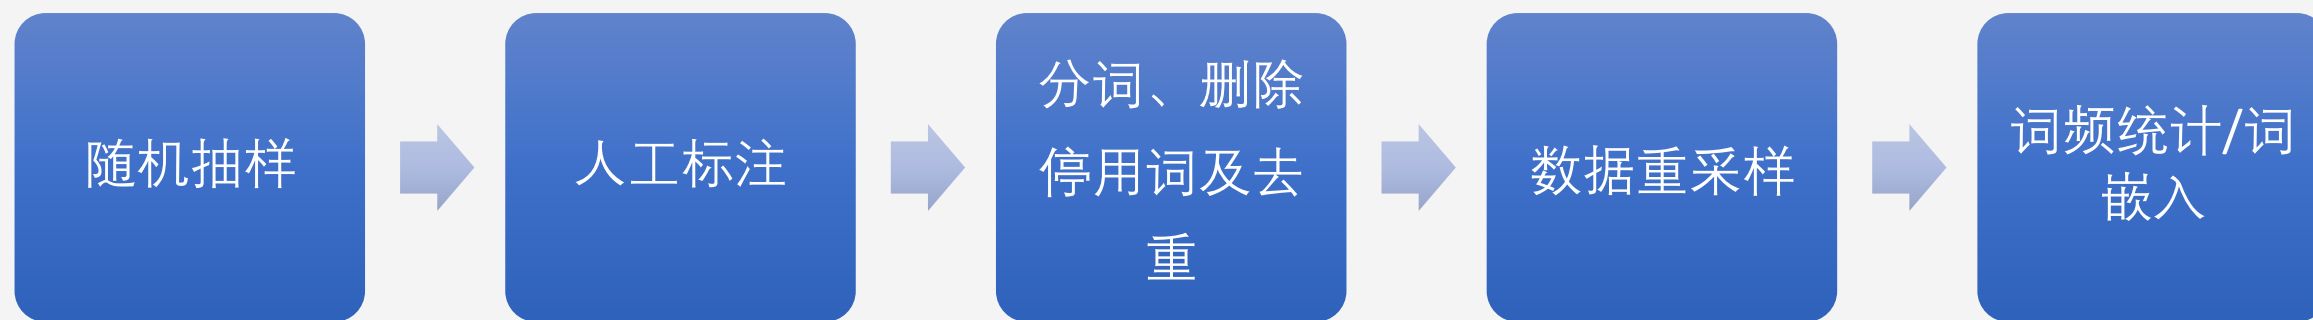 随机抽样
人工标注
分词、删除
停用词及去
重
数据重采样
词频统计/词
嵌入